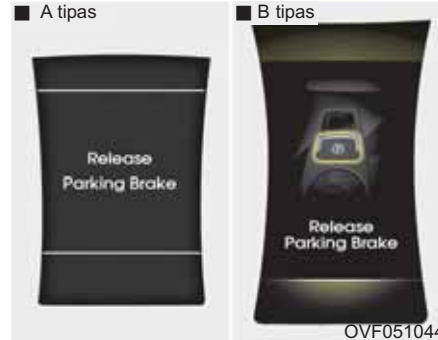 ■ A tipas
Release
Parking Brake
■ B tipas
Release
Parking Brake
OVF051044